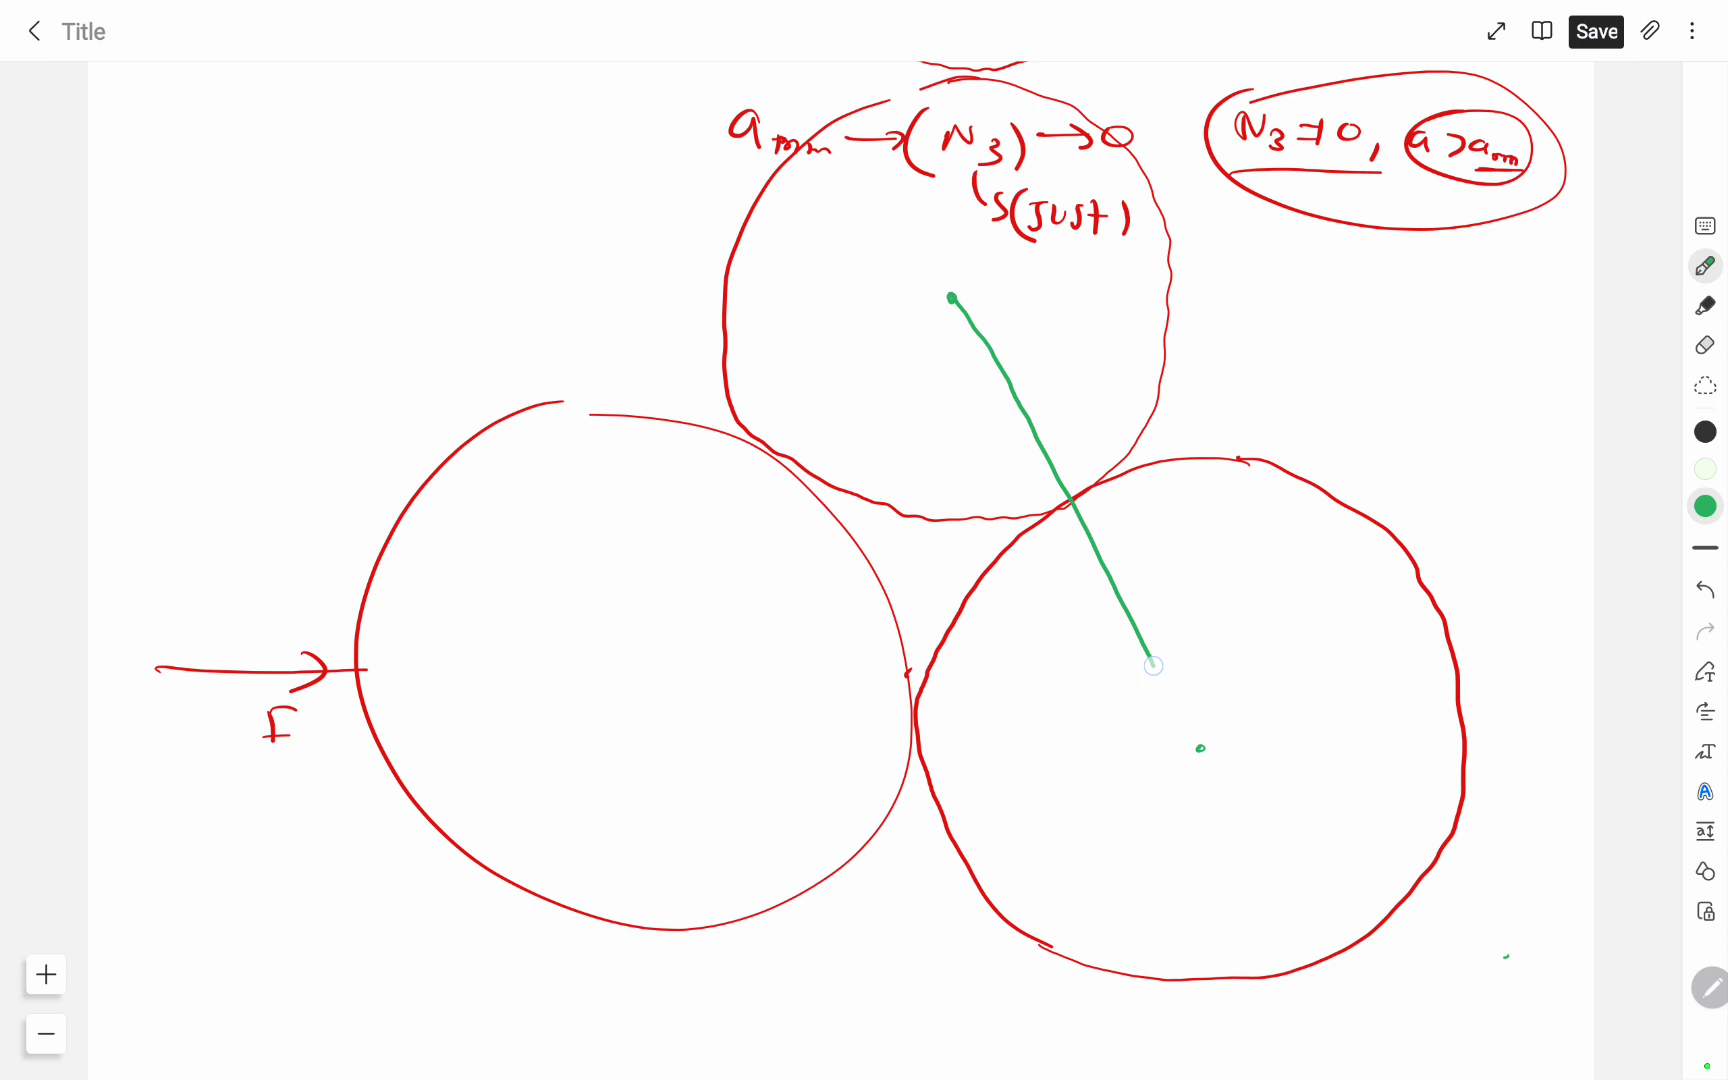 Title
Save
a_min → (N₃) → 0
N₃ = 0, a > a_min
↳ (Just)
F